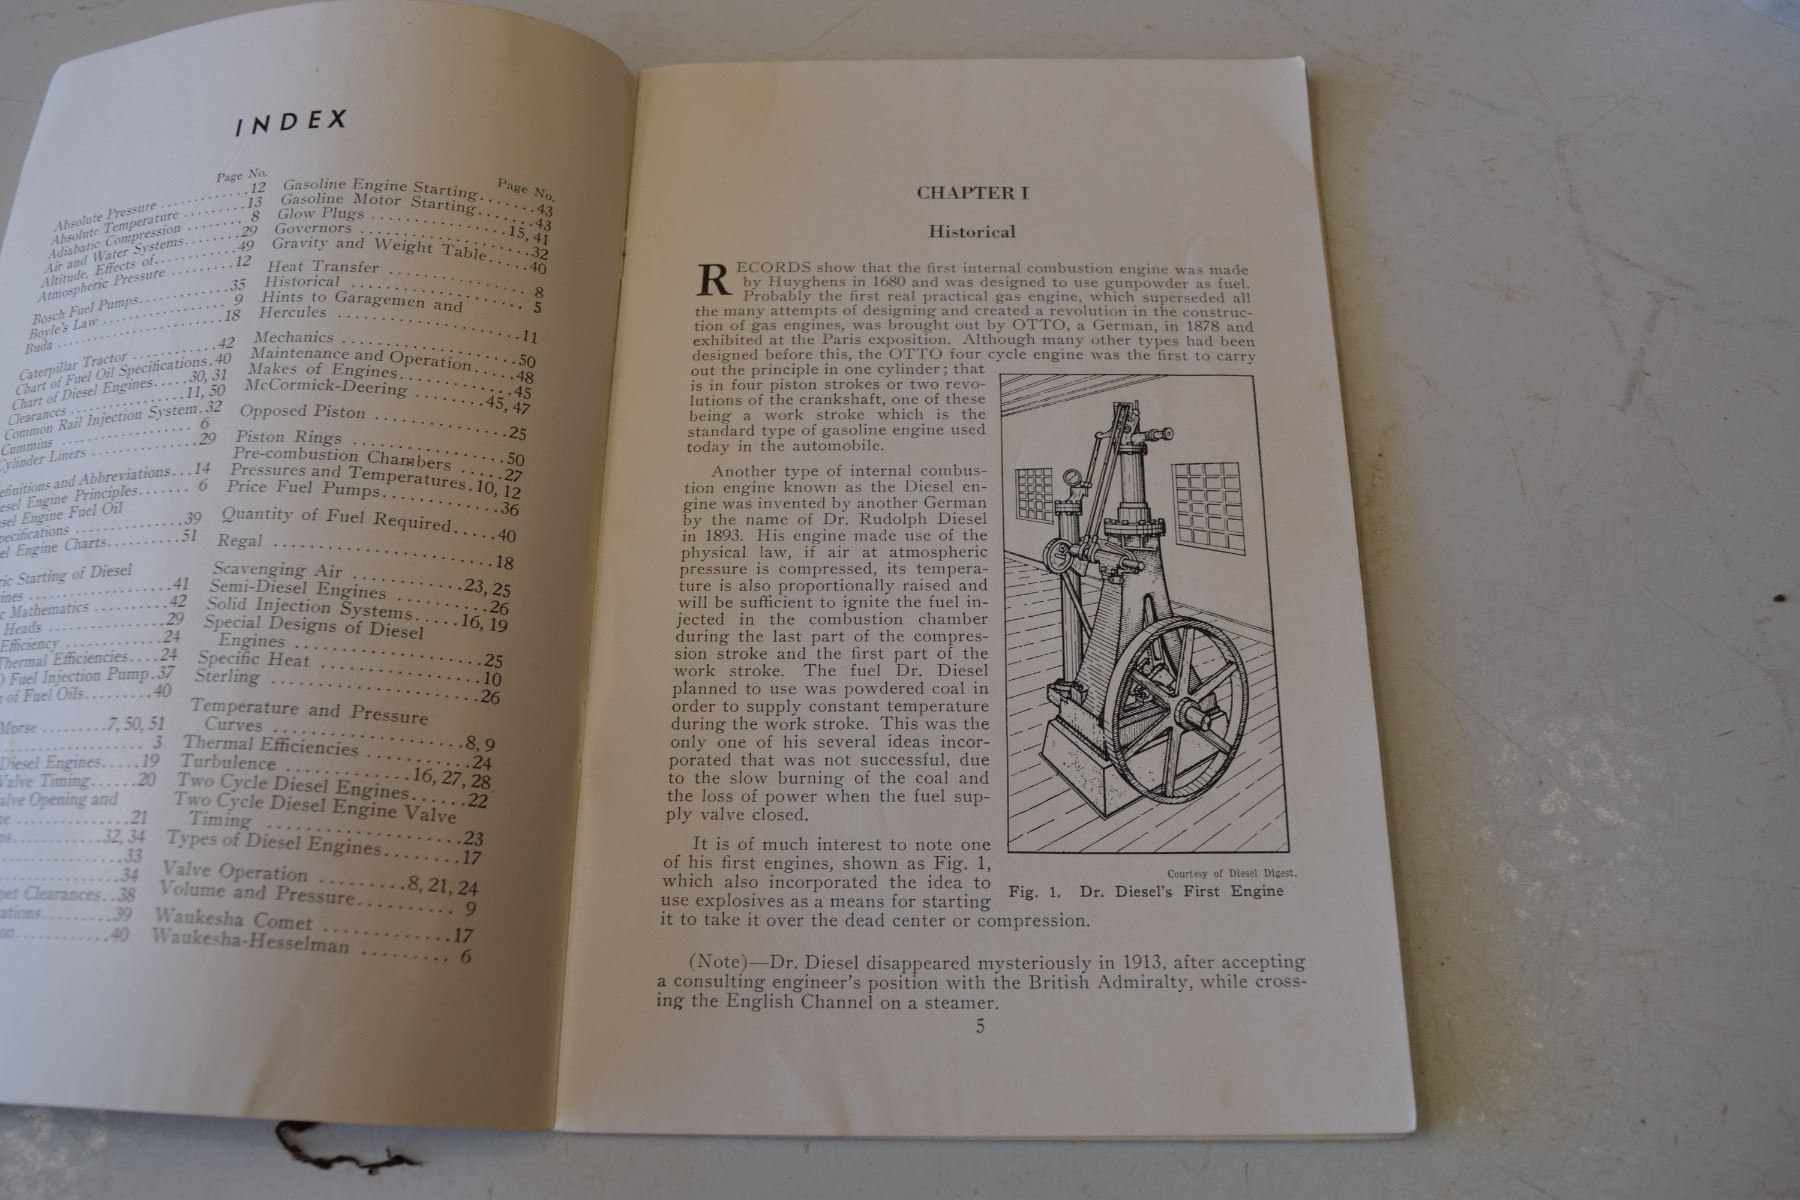 INDEX
Page No.
Absolute Pressure ..........12
Absolute Temperature ........13
Adiabatic Compression ........ 8
Air and Water Systems........29
Altitude, Effects of..........49
Atmospheric Pressure ........12
Bosch Fuel Pumps............35
Boyle's Law ................ 9
Buda ......................18
Caterpillar Tractor ..........42
Chart of Fuel Oil Specifications.40
Chart of Diesel Engines.....30, 31
Clearances ..............11, 50
Common Rail Injection System.32
Cummins .................. 6
Cylinder Liners ..............29
Definitions and Abbreviations...14
Diesel Engine Principles....... 6
Diesel Engine Fuel Oil
Specifications ..............39
Engine Charts..........51
Starting of Diesel
..................41
Mathematics ..........42
Heads ..................29
Efficiency ..............24
Thermal Efficiencies....24
Fuel Injection Pump.37
of Fuel Oils.........40
Morse .........7, 50, 51
.................. 3
Diesel Engines.....19
Valve Timing.....20
Valve Opening and
..................21
..............32, 34
..................33
..................34
Clearances..38
..............39
..............40
Page No.
Gasoline Engine Starting.......43
Gasoline Motor Starting.......43
Glow Plugs ..............15, 41
Governors ..................32
Gravity and Weight Table.....40
Heat Transfer .............. 8
Historical .................. 5
Hints to Garagemen and
Hercules ..................11
Mechanics ..................50
Maintenance and Operation.....48
Makes of Engines............45
McCormick-Deering ........45, 47
Opposed Piston ..............25
Piston Rings ................50
Pre-combustion Chambers ....27
Pressures and Temperatures.10, 12
Price Fuel Pumps............36
Quantity of Fuel Required.....40
Regal ......................18
Scavenging Air ..........23, 25
Semi-Diesel Engines ..........26
Solid Injection Systems.....16, 19
Special Designs of Diesel
Engines ..................25
Specific Heat ................10
Sterling ....................26
Temperature and Pressure
Curves ..................8, 9
Thermal Efficiencies ..........24
Turbulence ............16, 27, 28
Two Cycle Diesel Engines......22
Two Cycle Diesel Engine Valve
Timing ..................23
Types of Diesel Engines........17
Valve Operation .........8, 21, 24
Volume and Pressure.......... 9
Waukesha Comet ............17
Waukesha-Hesselman ......... 6
CHAPTER I
Historical
RECORDS show that the first internal combustion engine was made
by Huyghens in 1680 and was designed to use gunpowder as fuel.
Probably the first real practical gas engine, which superseded all
the many attempts of designing and created a revolution in the construc-
tion of gas engines, was brought out by OTTO, a German, in 1878 and
exhibited at the Paris exposition. Although many other types had been
designed before this, the OTTO four cycle engine was the first to carry
out the principle in one cylinder; that
is in four piston strokes or two revo-
lutions of the crankshaft, one of these
being a work stroke which is the
standard type of gasoline engine used
today in the automobile.
Another type of internal combus-
tion engine known as the Diesel en-
gine was invented by another German
by the name of Dr. Rudolph Diesel
in 1893. His engine made use of the
physical law, if air at atmospheric
pressure is compressed, its tempera-
ture is also proportionally raised and
will be sufficient to ignite the fuel in-
jected in the combustion chamber
during the last part of the compres-
sion stroke and the first part of the
work stroke. The fuel Dr. Diesel
planned to use was powdered coal in
order to supply constant temperature
during the work stroke. This was the
only one of his several ideas incor-
porated that was not successful, due
to the slow burning of the coal and
the loss of power when the fuel sup-
ply valve closed.
It is of much interest to note one
of his first engines, shown as Fig. 1,
which also incorporated the idea to
use explosives as a means for starting
it to take it over the dead center or compression.
Courtesy of Diesel Digest.
Fig. 1. Dr. Diesel's First Engine
(Note)—Dr. Diesel disappeared mysteriously in 1913, after accepting
a consulting engineer's position with the British Admiralty, while cross-
ing the English Channel on a steamer.
5